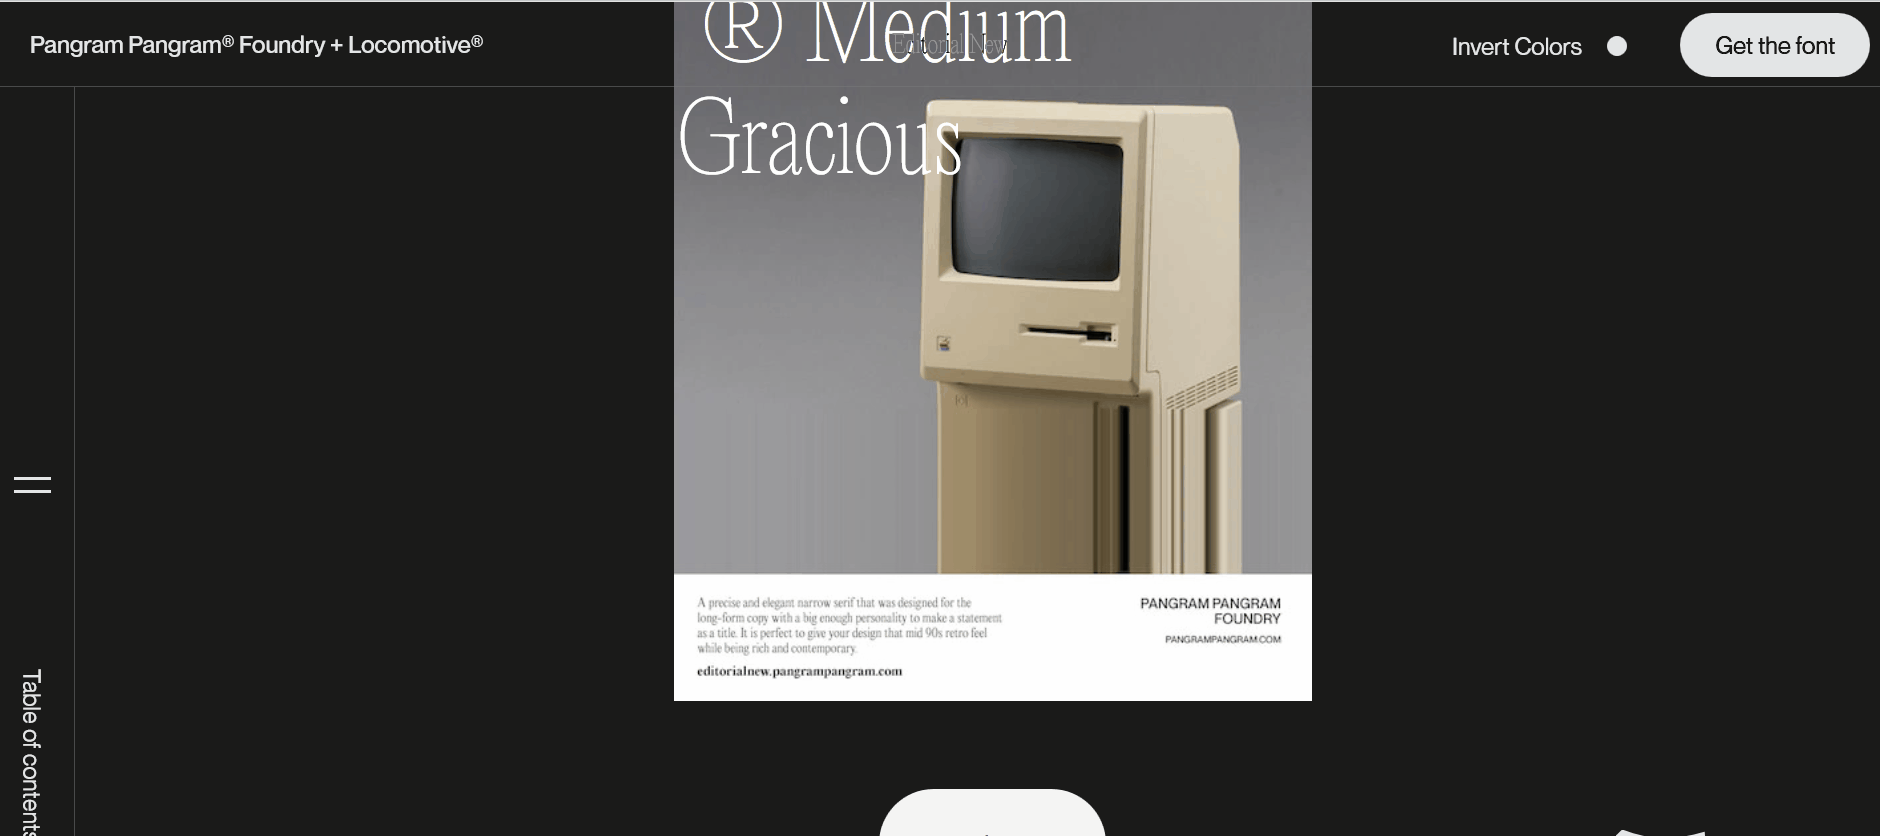 Pangram Pangram® Foundry + Locomotive®
Editorial New
Invert Colors
Get the font
® Medium
Gracious
A precise and elegant narrow serif that was designed for the
long-form copy with a big enough personality to make a statement
as a title. It is perfect to give your design that mid 90s retro feel
while being rich and contemporary.
editorialnew.pangrampangram.com
PANGRAM PANGRAM
FOUNDRY
PANGRAMPANGRAM.COM
Table of contents